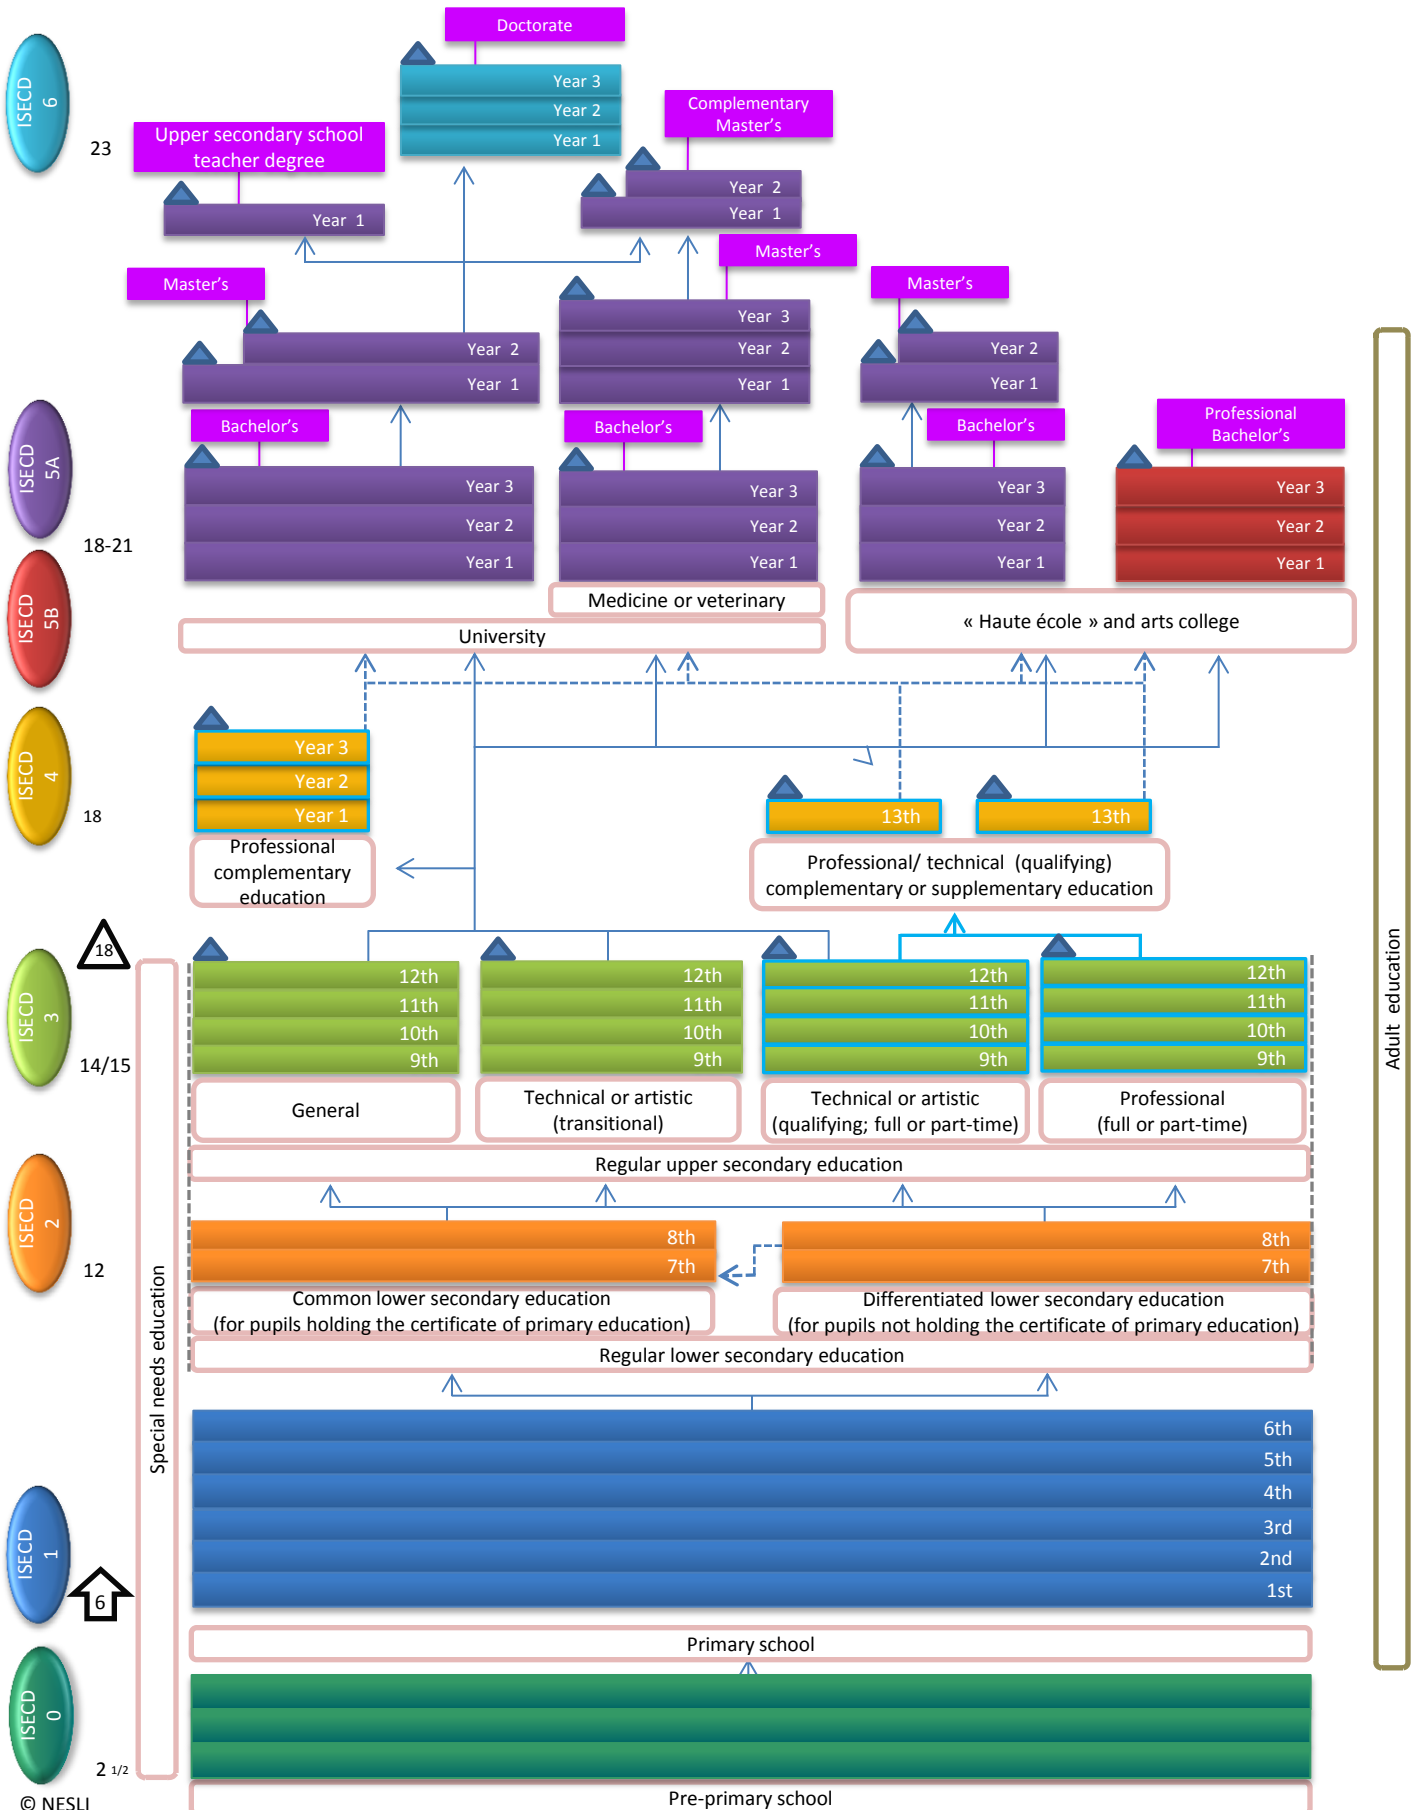 Doctorate
ISECD
6
Year 3
Year 2
Year 1
Complementary
Master's
23
Upper secondary school
teacher degree
Year 1
Year 2
Year 1
Master's
Master's
Master's
Year 2
Year 1
Year 3
Year 2
Year 1
Year 2
Year 1
ISECD
5A
Bachelor's
Bachelor's
Bachelor's
Professional
Bachelor's
Year 3
Year 2
Year 1
Year 3
Year 2
Year 1
Year 3
Year 2
Year 1
Year 3
Year 2
Year 1
18-21
ISECD
5B
Medicine or veterinary
University
« Haute école » and arts college
ISECD
4
Year 3
Year 2
Year 1
18
13th
13th
Professional
complementary
education
Professional/ technical (qualifying)
complementary or supplementary education
18
ISECD
3
12th
11th
10th
9th
12th
11th
10th
9th
12th
11th
10th
9th
12th
11th
10th
9th
14/15
General
Technical or artistic
(transitional)
Technical or artistic
(qualifying; full or part-time)
Professional
(full or part-time)
Regular upper secondary education
Adult education
ISECD
2
8th
7th
8th
7th
12
Common lower secondary education
(for pupils holding the certificate of primary education)
Differentiated lower secondary education
(for pupils not holding the certificate of primary education)
Regular lower secondary education
Special needs education
6th
5th
4th
3rd
2nd
1st
ISECD
1
6
Primary school
ISECD
0
2 1/2
Pre-primary school
© NESLI